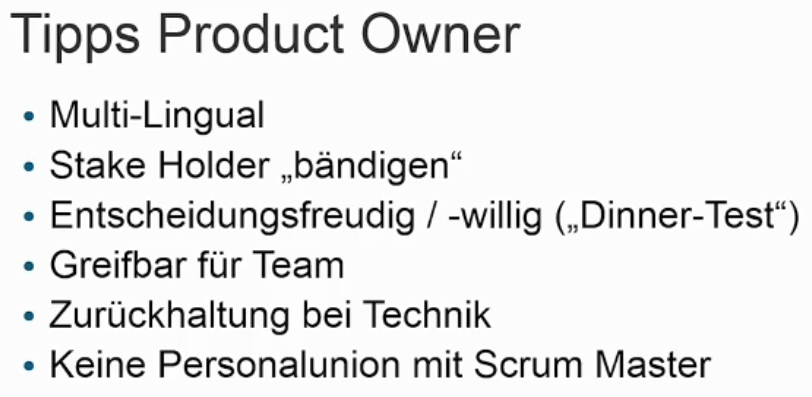 Tipps Product Owner
• Multi-Lingual
• Stake Holder „bändigen“
• Entscheidungsfreudig / -willig („Dinner-Test“)
• Greifbar für Team
• Zurückhaltung bei Technik
• Keine Personalunion mit Scrum Master